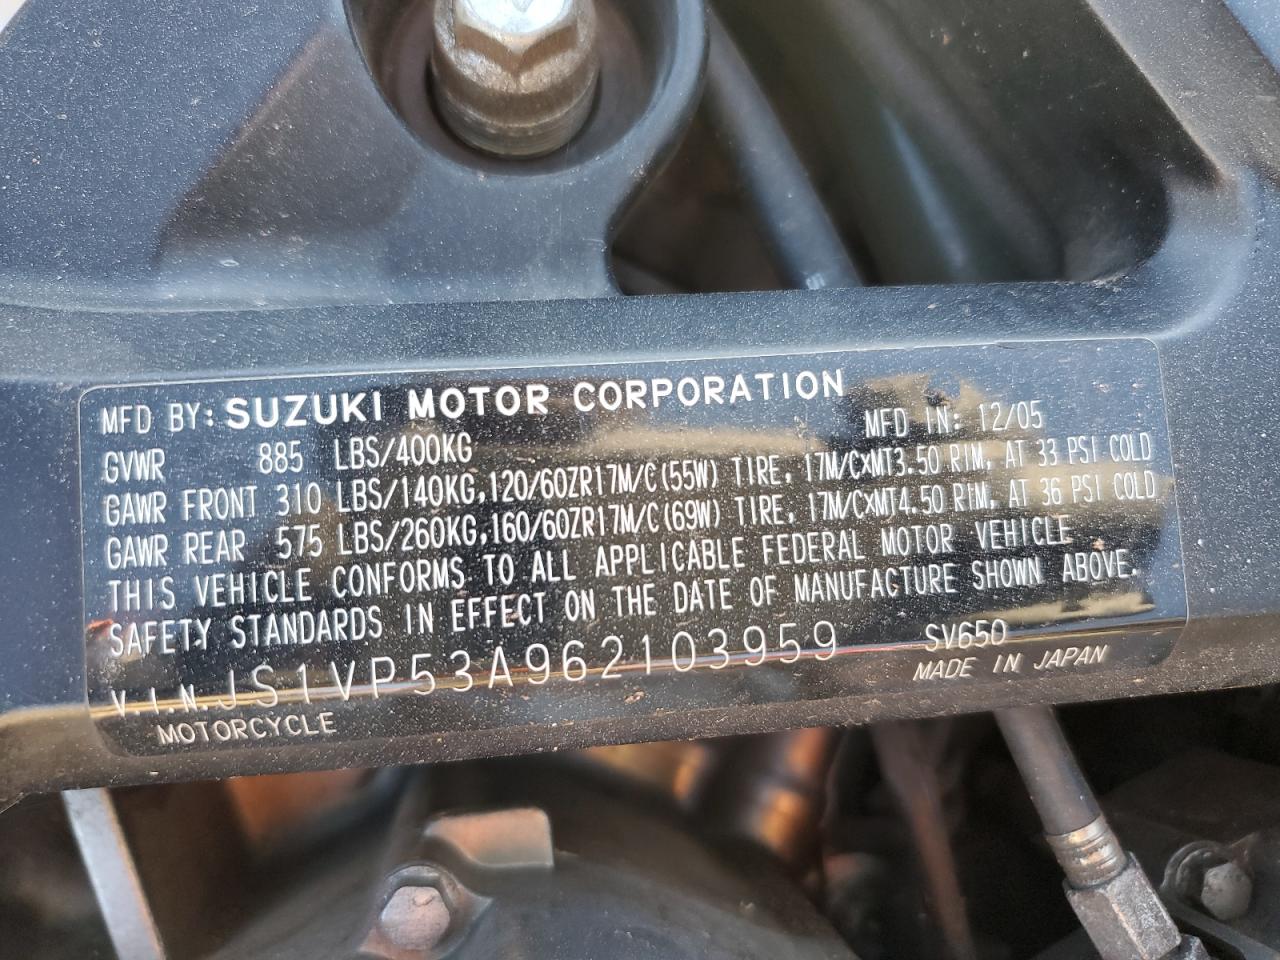 MFD BY: SUZUKI MOTOR CORPORATION
MFD IN: 12/05
GVWR 885 LBS/400KG
GAWR FRONT 310 LBS/140KG,120/60ZR17M/C(55W) TIRE, 17M/CXMT3.50 RIM, AT 33 PSI COLD
GAWR REAR 575 LBS/260KG,160/60ZR17M/C(69W) TIRE, 17M/CXMT4.50 RIM, AT 36 PSI COLD
THIS VEHICLE CONFORMS TO ALL APPLICABLE FEDERAL MOTOR VEHICLE
SAFETY STANDARDS IN EFFECT ON THE DATE OF MANUFACTURE SHOWN ABOVE.
V.I.N. JS1VP53A962103959 SV650
MOTORCYCLE MADE IN JAPAN